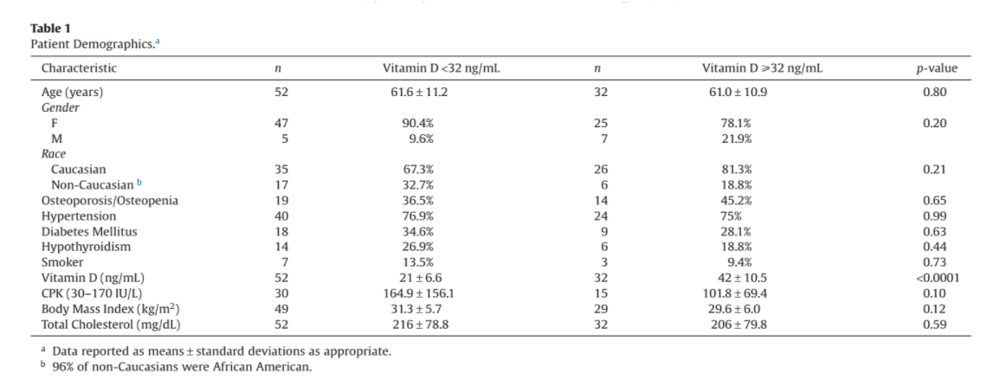 Table 1
Patient Demographics.a
Characteristic n Vitamin D <32 ng/mL n Vitamin D ⩾32 ng/mL p-value
Age (years) 52 61.6 ± 11.2 32 61.0 ± 10.9 0.80
Gender
F 47 90.4% 25 78.1% 0.20
M 5 9.6% 7 21.9%
Race
Caucasian 35 67.3% 26 81.3% 0.21
Non-Caucasian b 17 32.7% 6 18.8%
Osteoporosis/Osteopenia 19 36.5% 14 45.2% 0.65
Hypertension 40 76.9% 24 75% 0.99
Diabetes Mellitus 18 34.6% 9 28.1% 0.63
Hypothyroidism 14 26.9% 6 18.8% 0.44
Smoker 7 13.5% 3 9.4% 0.73
Vitamin D (ng/mL) 52 21 ± 6.6 32 42 ± 10.5 <0.0001
CPK (30–170 IU/L) 30 164.9 ± 156.1 15 101.8 ± 69.4 0.10
Body Mass Index (kg/m²) 49 31.3 ± 5.7 29 29.6 ± 6.0 0.12
Total Cholesterol (mg/dL) 52 216 ± 78.8 32 206 ± 79.8 0.59
a Data reported as means ± standard deviations as appropriate.
b 96% of non-Caucasians were African American.